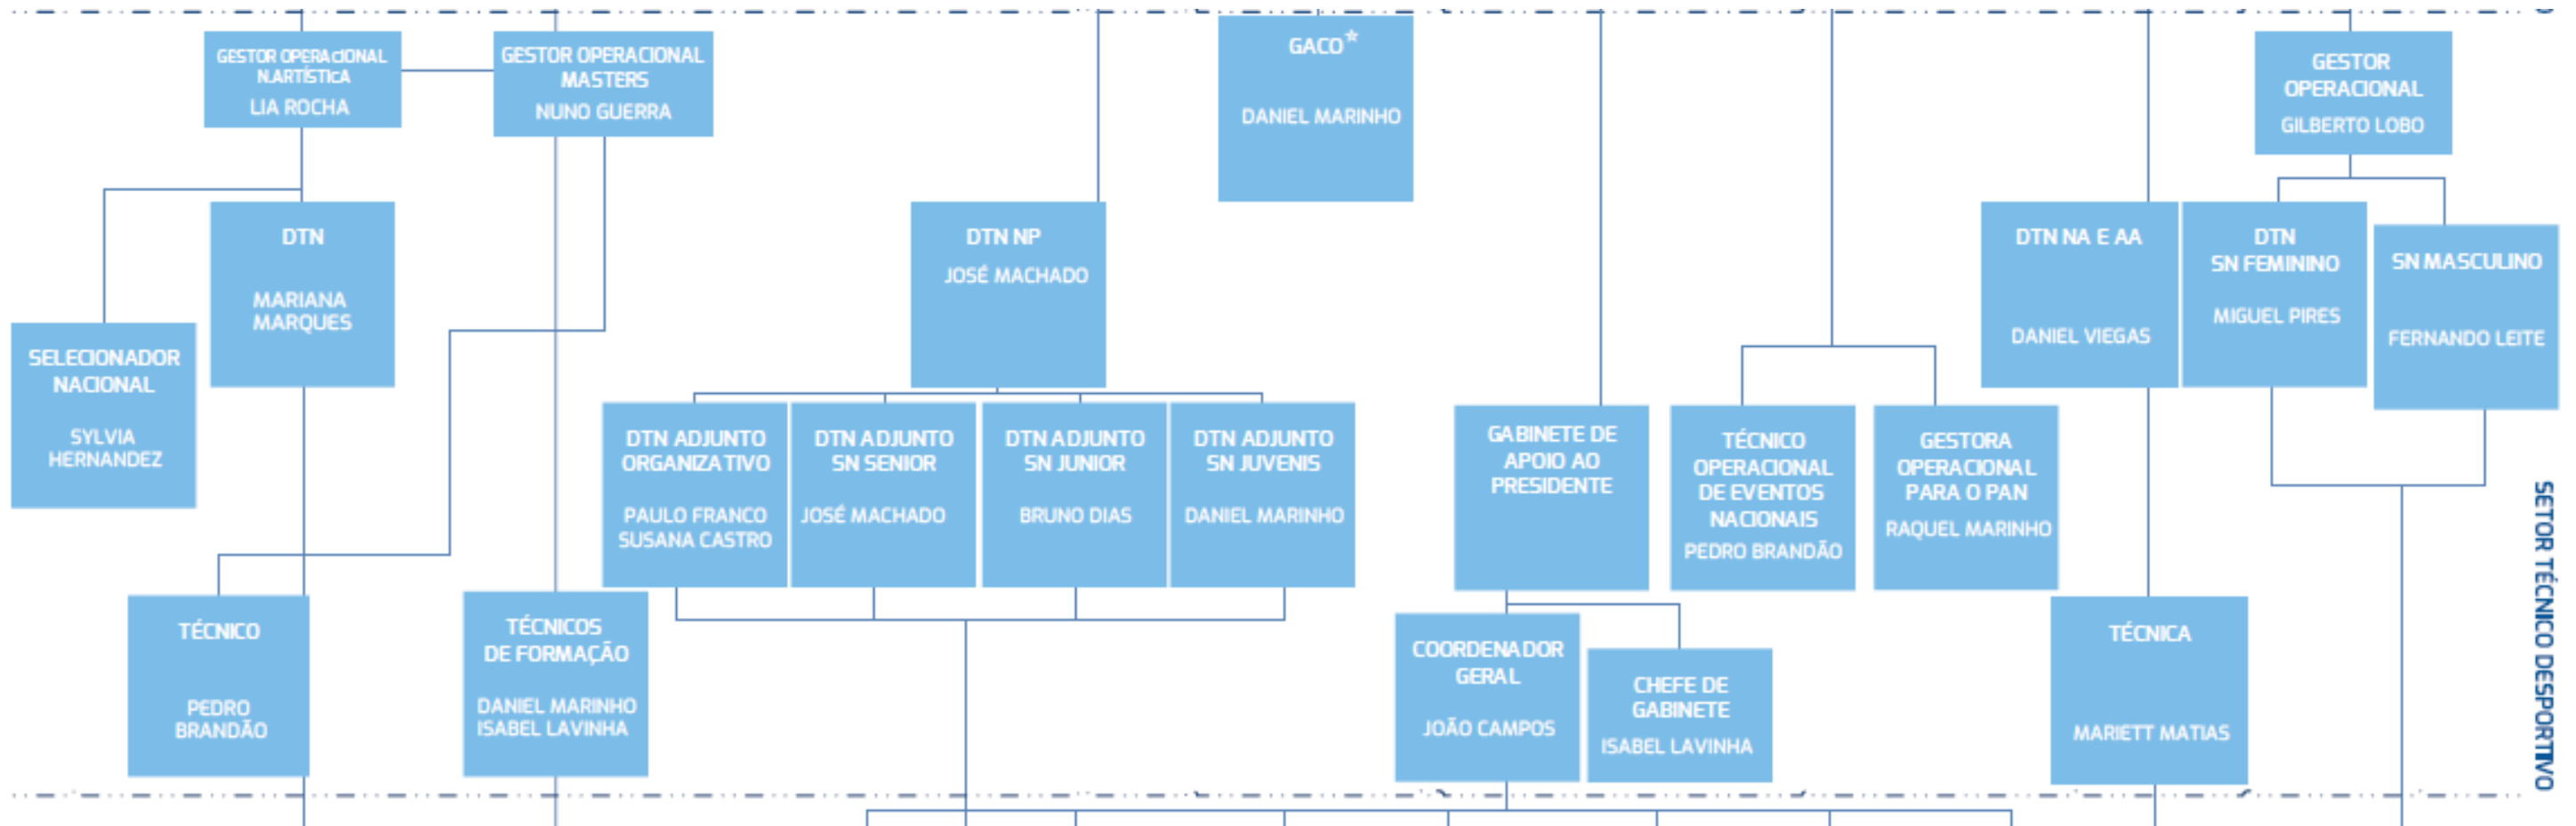 GESTOR OPERAcIONAL
N.ARTÍSTIcA
LIA ROCHA
GESTOR OPERACIONAL
MASTERS
NUNO GUERRA
GACO*
DANIEL MARINHO
GESTOR
OPERACIONAL
GILBERTO LOBO
DTN
MARIANA
MARQUES
DTN NP
JOSÉ MACHADO
DTN NA E AA
DANIEL VIEGAS
DTN
SN FEMININO
MIGUEL PIRES
SN MASCULINO
FERNANDO LEITE
SELECIONADOR
NACIONAL
SYLVIA
HERNANDEZ
DTN ADJUNTO
ORGANIZATIVO
PAULO FRANCO
SUSANA CASTRO
DTN ADJUNTO
SN SENIOR
JOSÉ MACHADO
DTN ADJUNTO
SN JUNIOR
BRUNO DIAS
DTN ADJUNTO
SN JUVENIS
DANIEL MARINHO
GABINETE DE
APOIO AO
PRESIDENTE
TÉCNICO
OPERACIONAL
DE EVENTOS
NACIONAIS
PEDRO BRANDÃO
GESTORA
OPERACIONAL
PARA O PAN
RAQUEL MARINHO
TÉCNICO
PEDRO
BRANDÃO
TÉCNICOS
DE FORMAÇÃO
DANIEL MARINHO
ISABEL LAVINHA
COORDENADOR
GERAL
JOÃO CAMPOS
CHEFE DE
GABINETE
ISABEL LAVINHA
TÉCNICA
MARIETT MATIAS
SETOR TÉCNICO DESPORTIVO